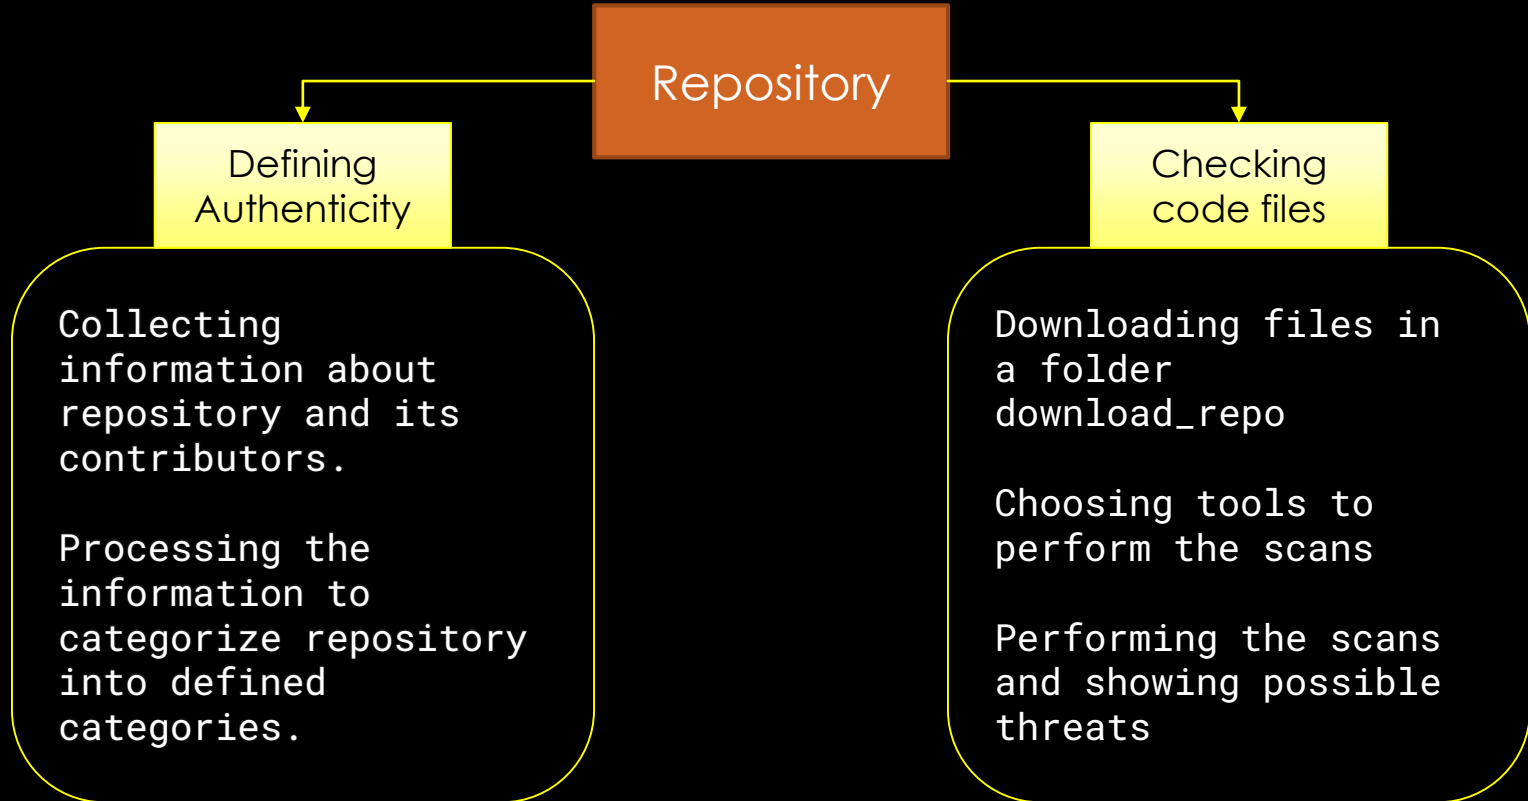 Repository
Defining
Authenticity
Collecting
information about
repository and its
contributors.
Processing the
information to
categorize repository
into defined
categories.
Checking
code files
Downloading files in
a folder
download_repo
Choosing tools to
perform the scans
Performing the scans
and showing possible
threats